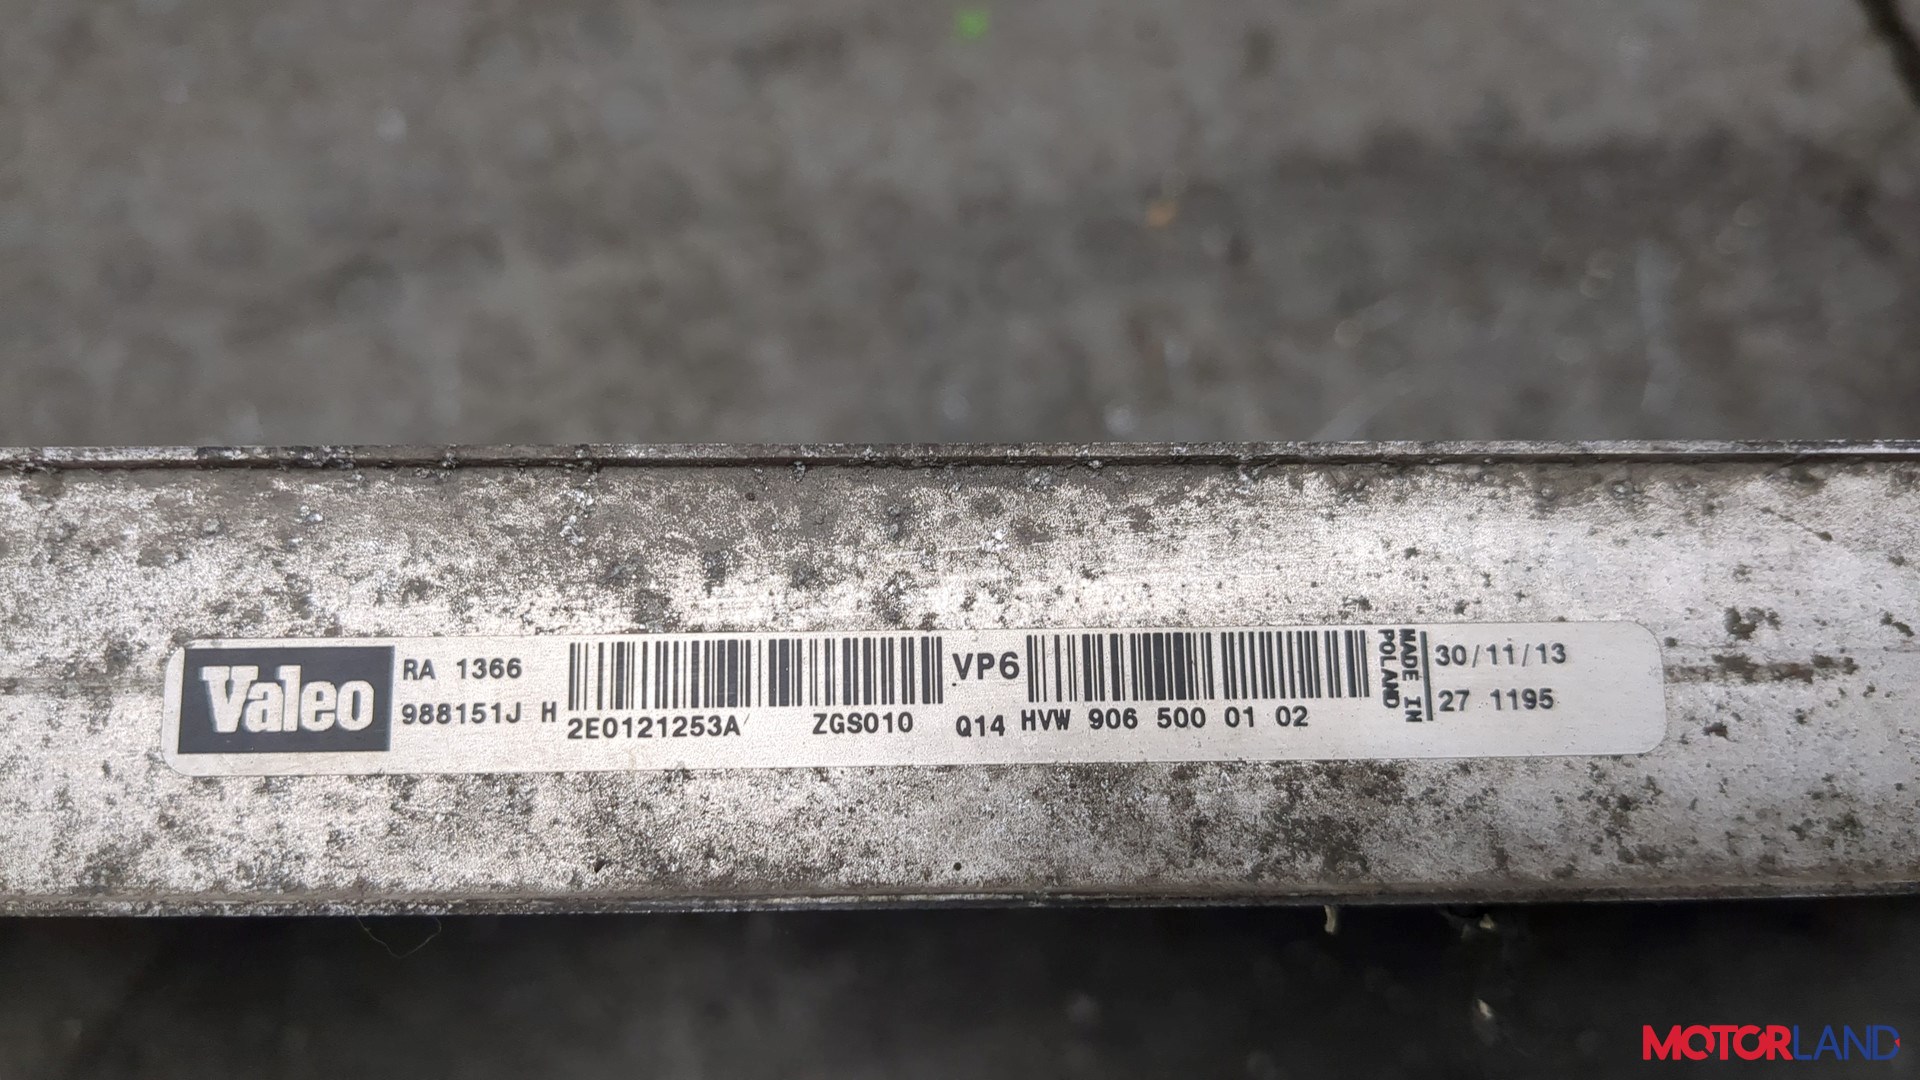 Valeo
RA 1366
988151J H
2E0121253A ZGS010
VP6
Q14 HVW 906 500 01 02
MADE IN
POLAND
30/11/13
27 1195
MOTORLAND